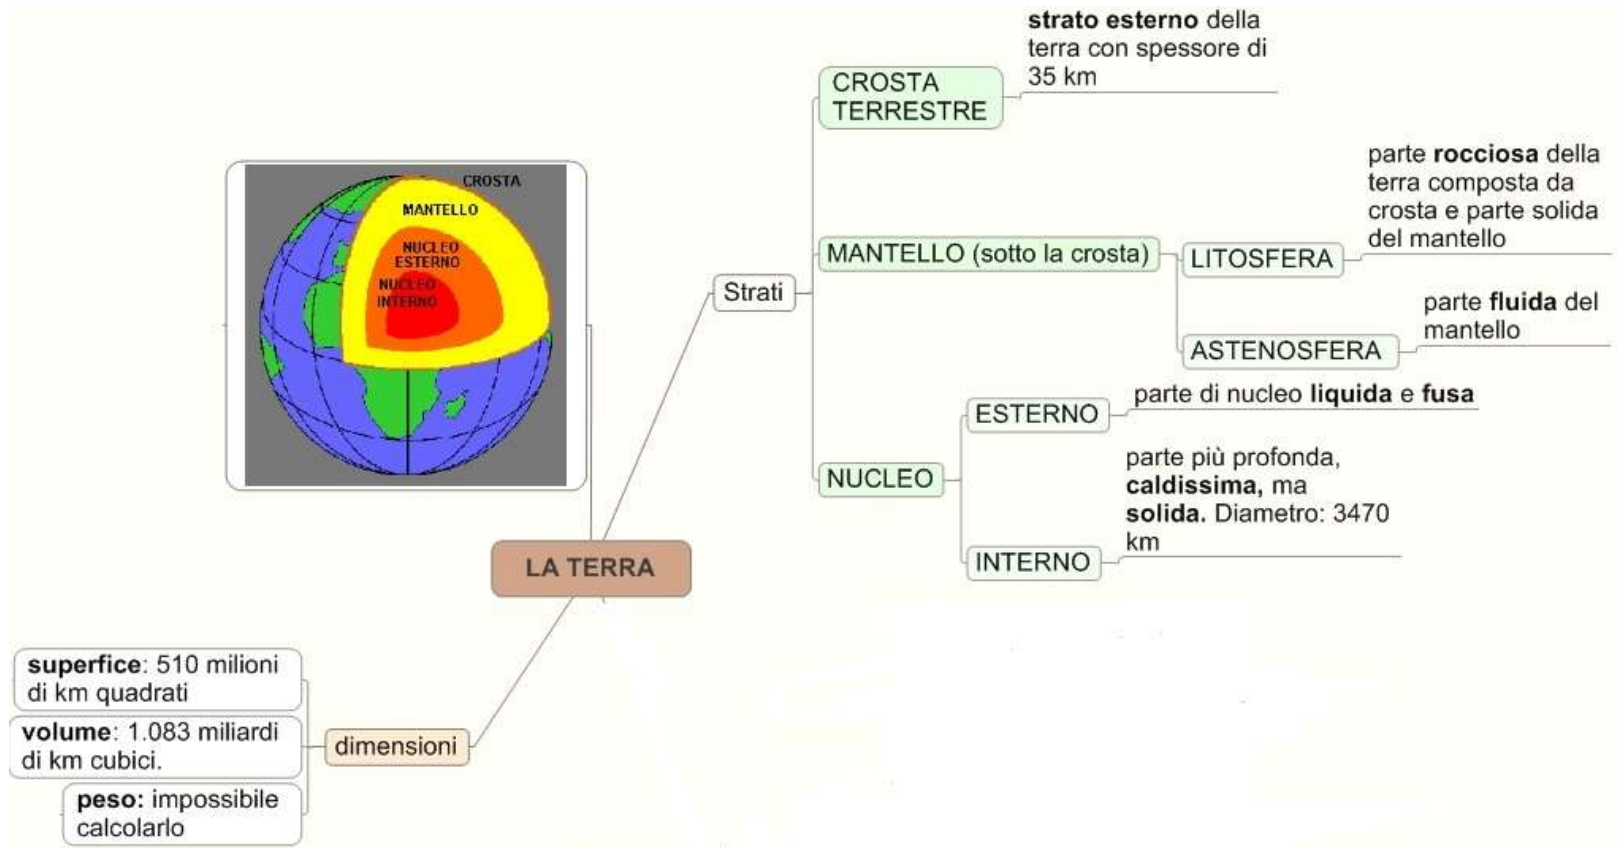 strato esterno della
terra con spessore di
35 km
CROSTA
TERRESTRE
parte rocciosa della
terra composta da
crosta e parte solida
del mantello
MANTELLO (sotto la crosta)
LITOSFERA
parte fluida del
mantello
ASTENOSFERA
Strati
parte di nucleo liquida e fusa
ESTERNO
NUCLEO
parte più profonda,
caldissima, ma
solida. Diametro: 3470
km
INTERNO
CROSTA
MANTELLO
NUCLEO
ESTERNO
NUCLEO
INTERNO
LA TERRA
superfice: 510 milioni
di km quadrati
volume: 1.083 miliardi
di km cubici.
dimensioni
peso: impossibile
calcolarlo